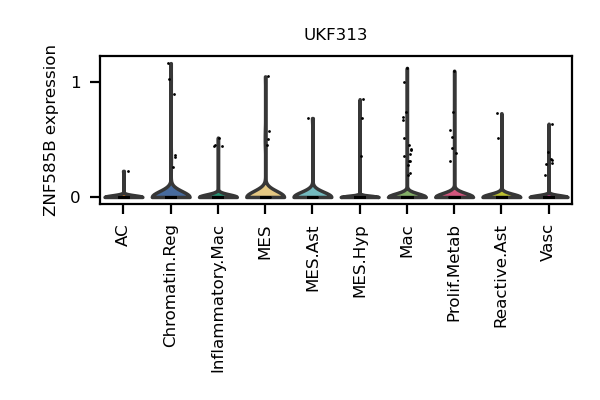 UKF313
ZNF585B expression
1
0
AC
Chromatin.Reg
Inflammatory.Mac
MES
MES.Ast
MES.Hyp
Mac
Prolif.Metab
Reactive.Ast
Vasc